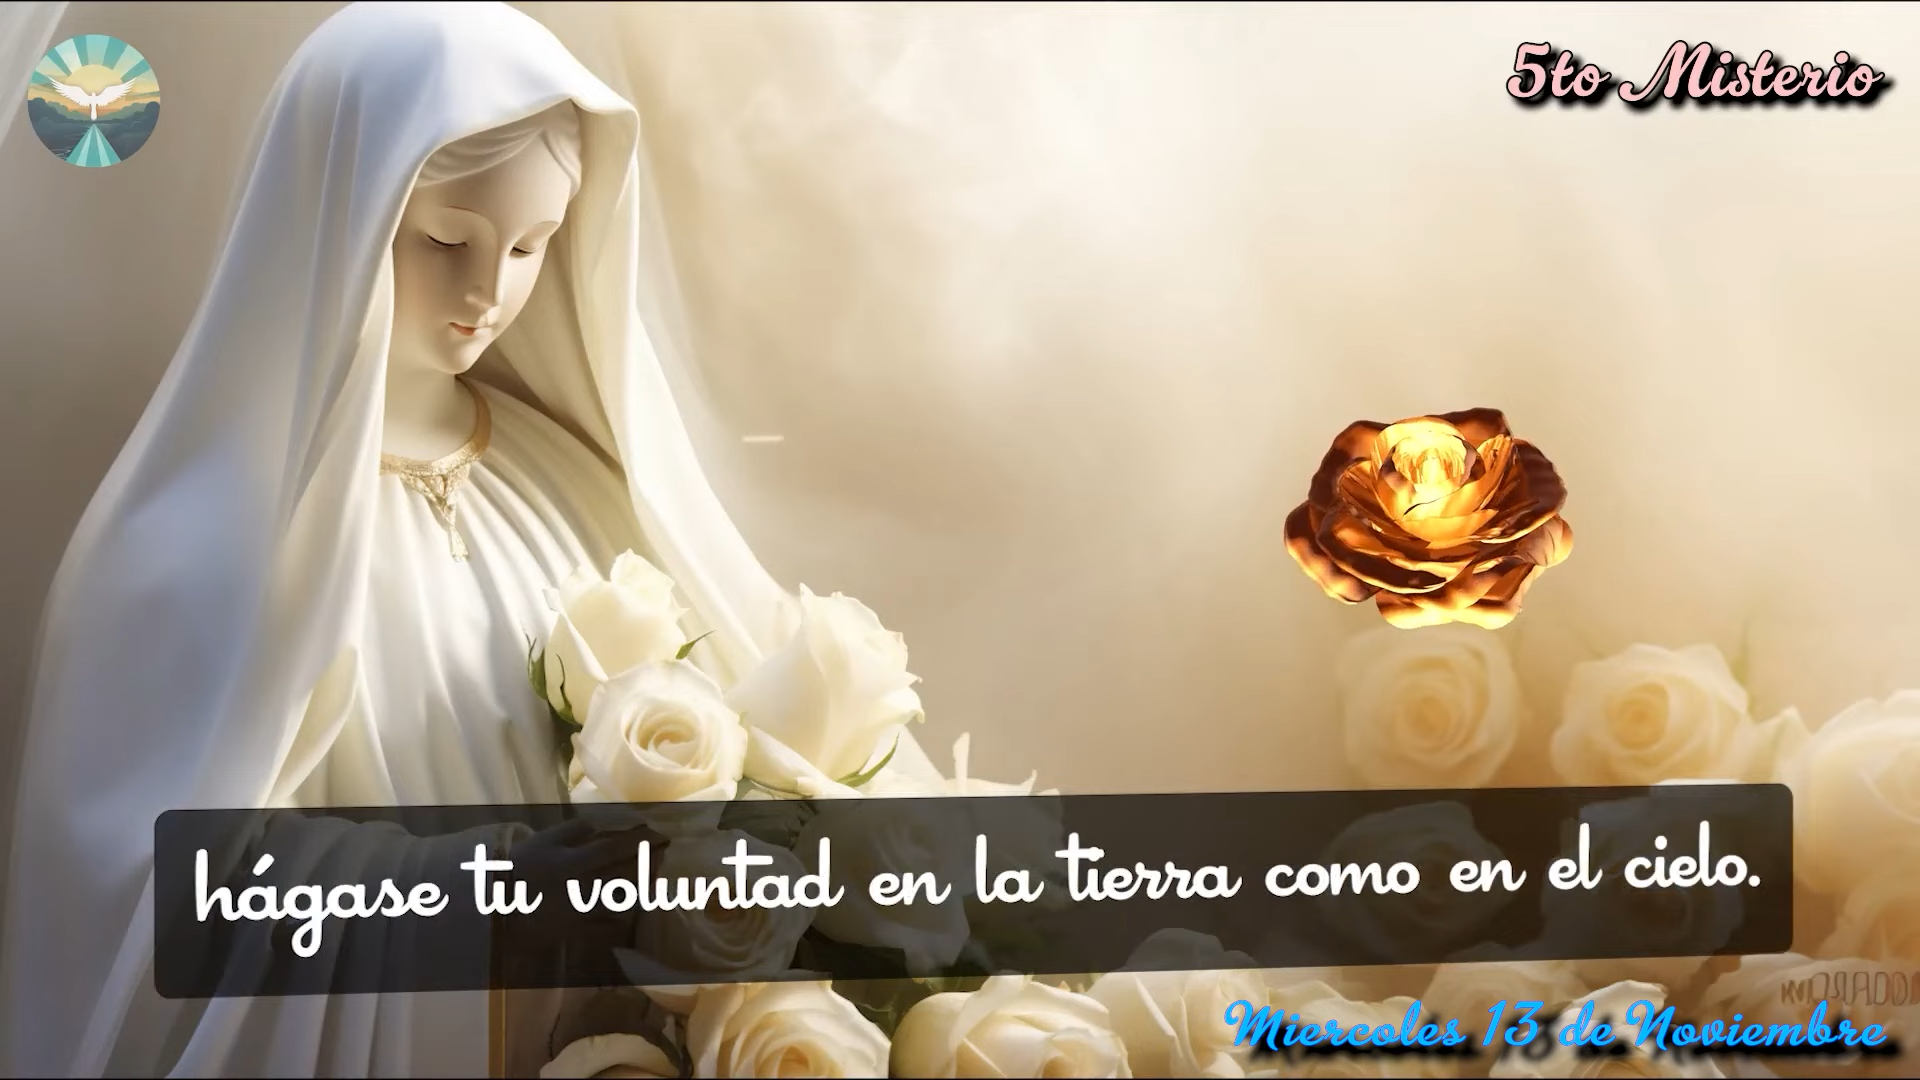 5to Misterio
hágase tu voluntad en la tierra como en el cielo.
Miercoles 13 de Noviembre